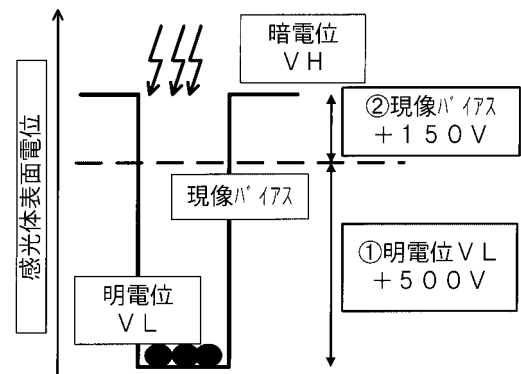 感光体表面電位
暗電位
ＶＨ
②現像ﾊﾞｲｱｽ
＋１５０Ｖ
現像ﾊﾞｲｱｽ
①明電位ＶＬ
＋５００Ｖ
明電位
ＶＬ